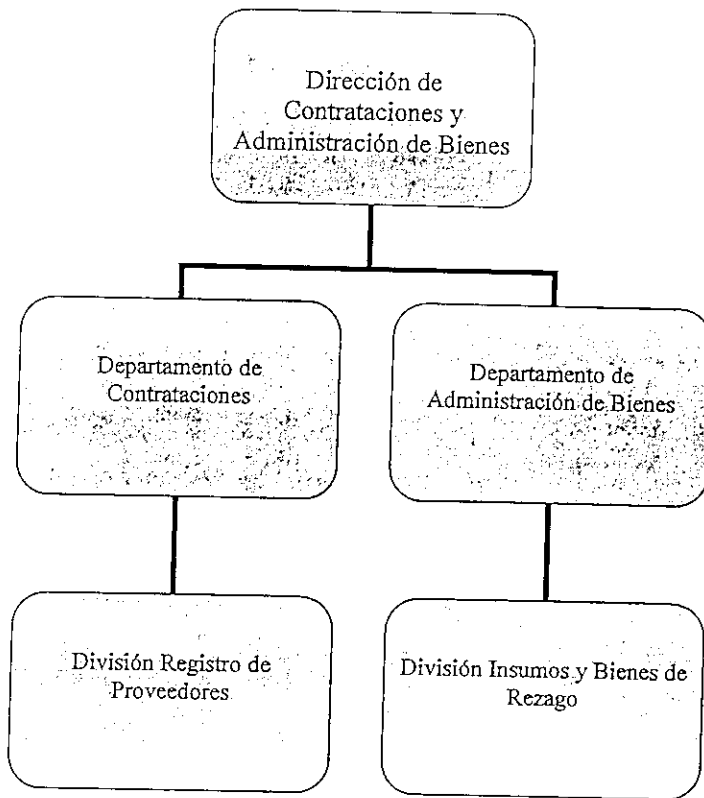 Dirección de
Contrataciones y
Administración de Bienes
Departamento de
Contrataciones
Departamento de
Administración de Bienes
División Registro de
Proveedores
División Insumos y Bienes de
Rezago